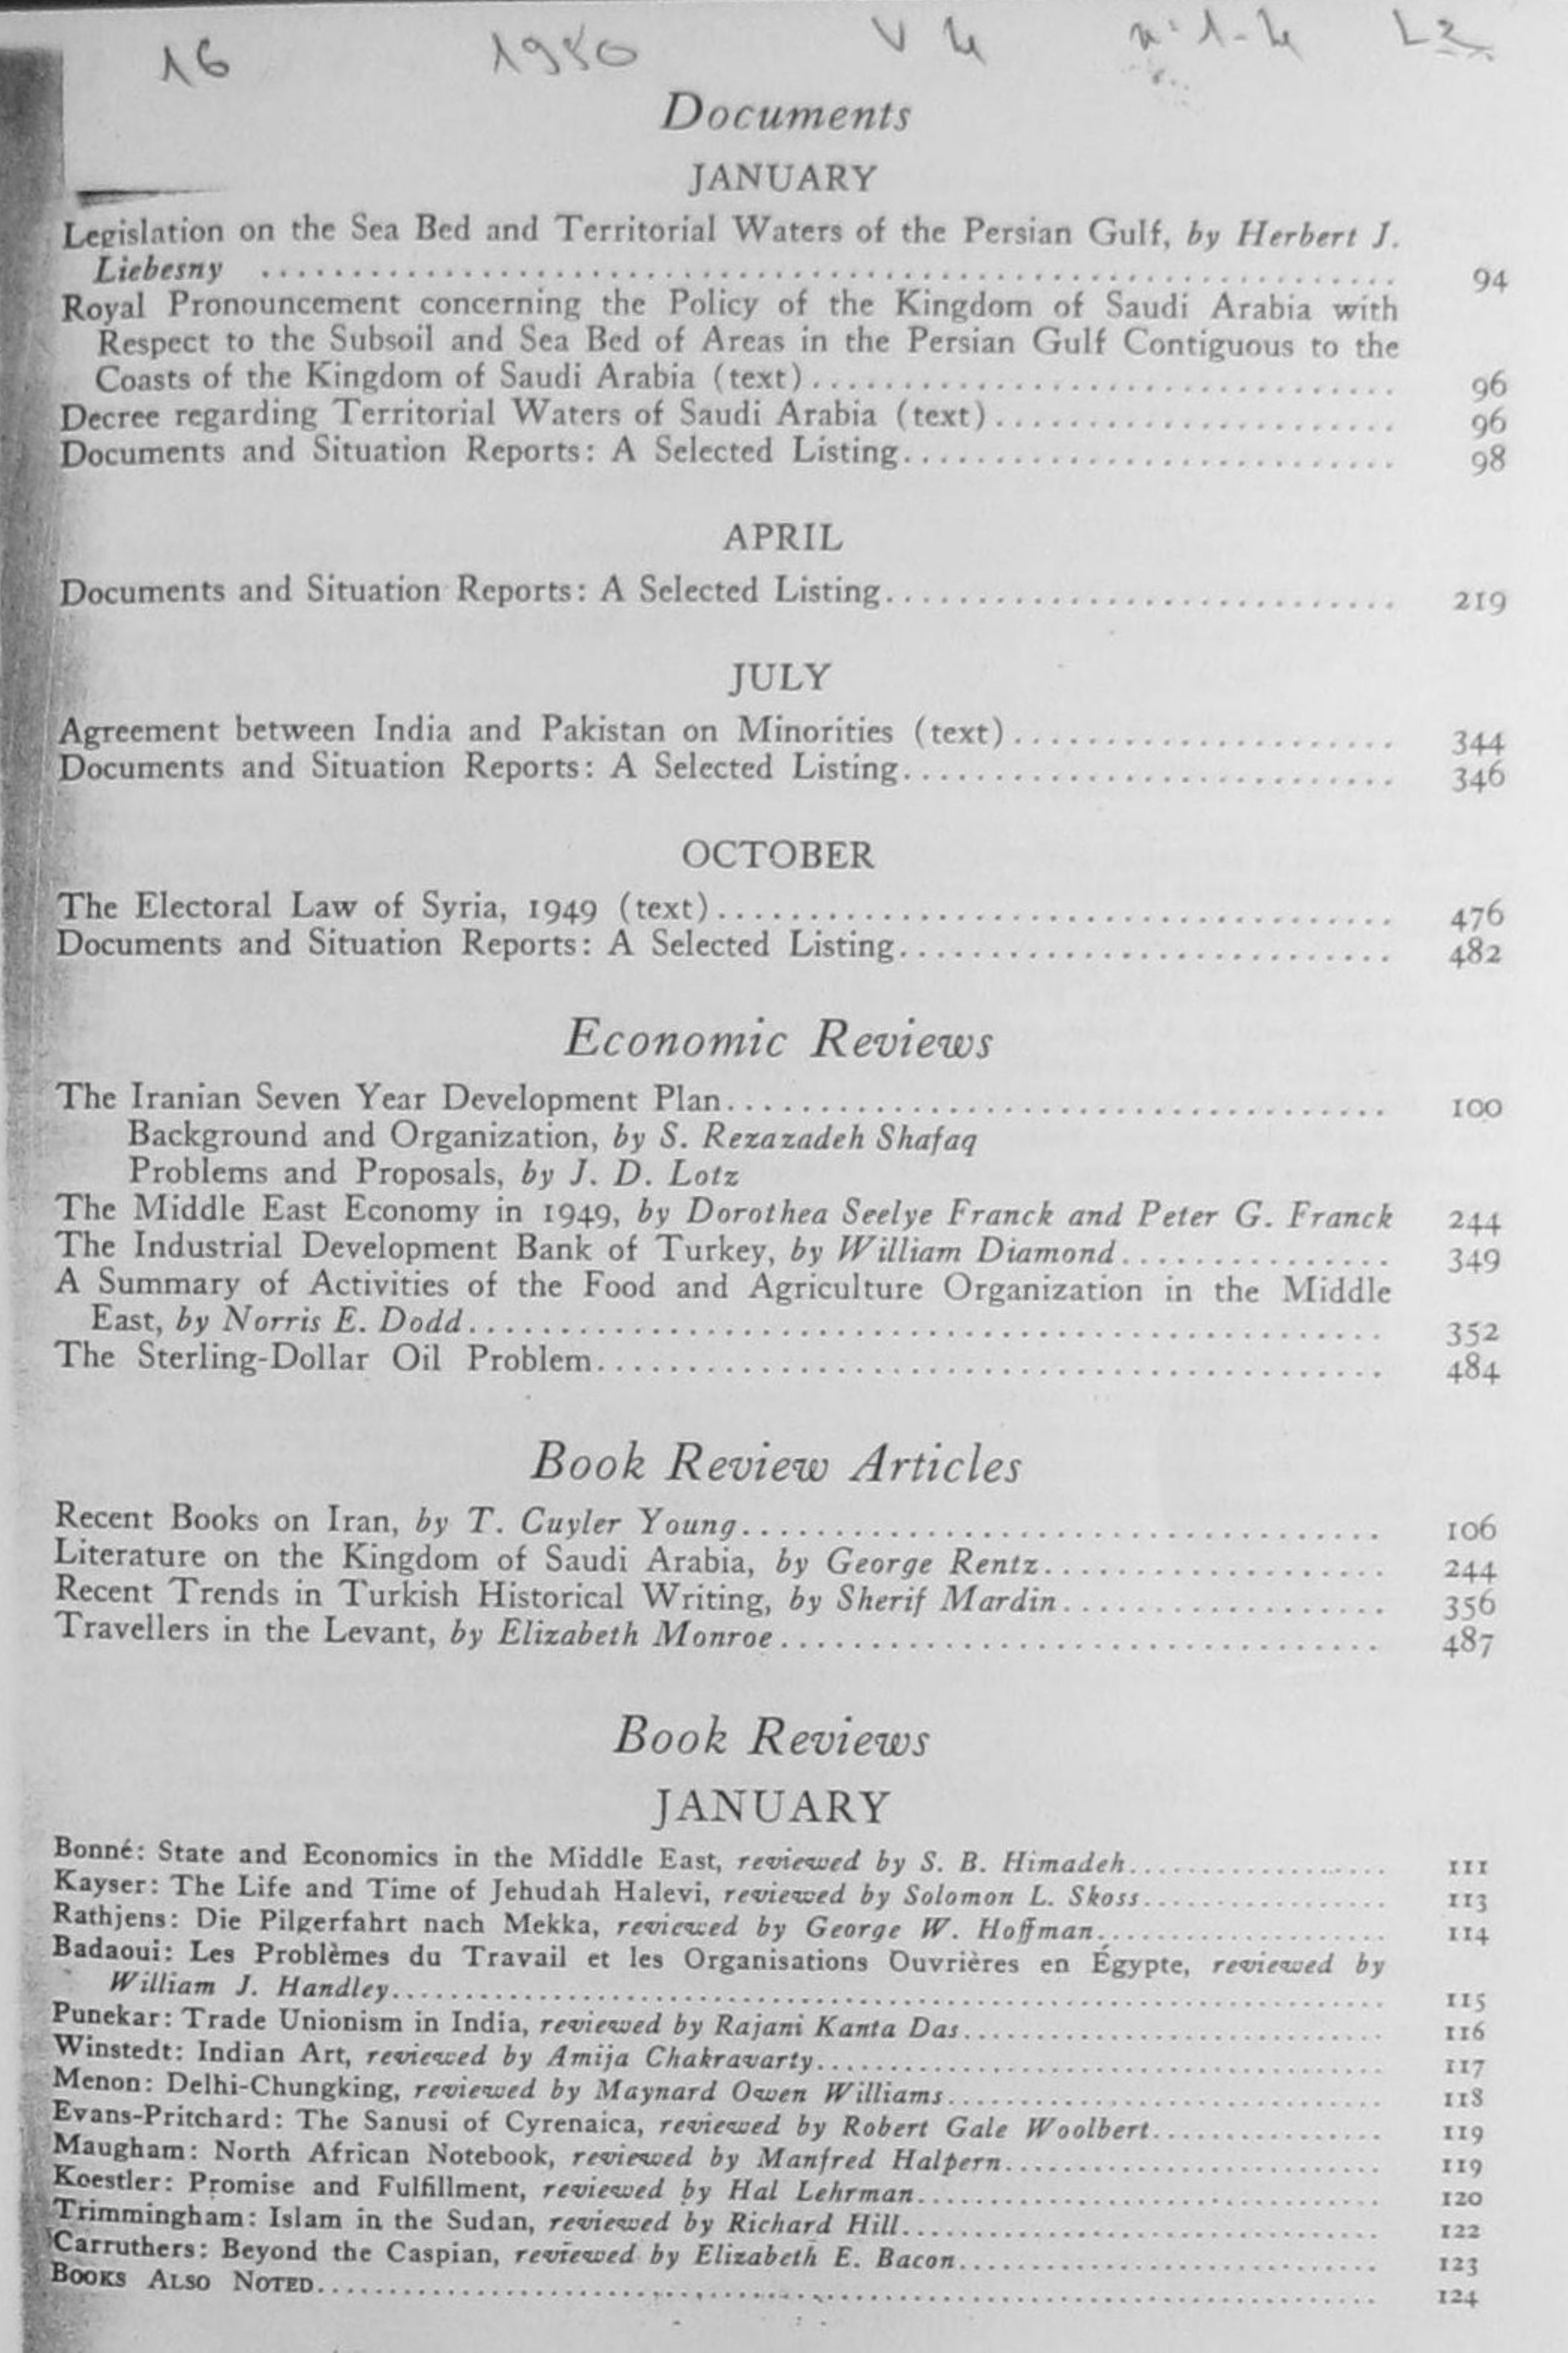 16 1950 V 4 n° 1-4 L2
Documents
JANUARY
Legislation on the Sea Bed and Territorial Waters of the Persian Gulf, by Herbert J.
Liebesny ........ 94
Royal Pronouncement concerning the Policy of the Kingdom of Saudi Arabia with
Respect to the Subsoil and Sea Bed of Areas in the Persian Gulf Contiguous to the
Coasts of the Kingdom of Saudi Arabia (text)........ 96
Decree regarding Territorial Waters of Saudi Arabia (text)........ 96
Documents and Situation Reports: A Selected Listing........ 98
APRIL
Documents and Situation Reports: A Selected Listing........ 219
JULY
Agreement between India and Pakistan on Minorities (text)........ 344
Documents and Situation Reports: A Selected Listing........ 346
OCTOBER
The Electoral Law of Syria, 1949 (text)........ 476
Documents and Situation Reports: A Selected Listing........ 482
Economic Reviews
The Iranian Seven Year Development Plan........ 100
Background and Organization, by S. Rezazadeh Shafaq
Problems and Proposals, by J. D. Lotz
The Middle East Economy in 1949, by Dorothea Seelye Franck and Peter G. Franck 244
The Industrial Development Bank of Turkey, by William Diamond........ 349
A Summary of Activities of the Food and Agriculture Organization in the Middle
East, by Norris E. Dodd........ 352
The Sterling-Dollar Oil Problem........ 484
Book Review Articles
Recent Books on Iran, by T. Cuyler Young........ 106
Literature on the Kingdom of Saudi Arabia, by George Rentz........ 244
Recent Trends in Turkish Historical Writing, by Sherif Mardin........ 356
Travellers in the Levant, by Elizabeth Monroe........ 487
Book Reviews
JANUARY
Bonné: State and Economics in the Middle East, reviewed by S. B. Himadeh........ 111
Kayser: The Life and Time of Jehudah Halevi, reviewed by Solomon L. Skoss........ 113
Rathjens: Die Pilgerfahrt nach Mekka, reviewed by George W. Hoffman........ 114
Badaoui: Les Problèmes du Travail et les Organisations Ouvrières en Égypte, reviewed by
William J. Handley........ 115
Punekar: Trade Unionism in India, reviewed by Rajani Kanta Das........ 116
Winstedt: Indian Art, reviewed by Amija Chakravarty........ 117
Menon: Delhi-Chungking, reviewed by Maynard Owen Williams........ 118
Evans-Pritchard: The Sanusi of Cyrenaica, reviewed by Robert Gale Woolbert........ 119
Maugham: North African Notebook, reviewed by Manfred Halpern........ 119
Koestler: Promise and Fulfillment, reviewed by Hal Lehrman........ 120
Trimmingham: Islam in the Sudan, reviewed by Richard Hill........ 122
Carruthers: Beyond the Caspian, reviewed by Elizabeth E. Bacon........ 123
BOOKS ALSO NOTED........ 124